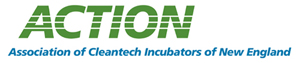 ACTION
Association of Cleantech Incubators of New England